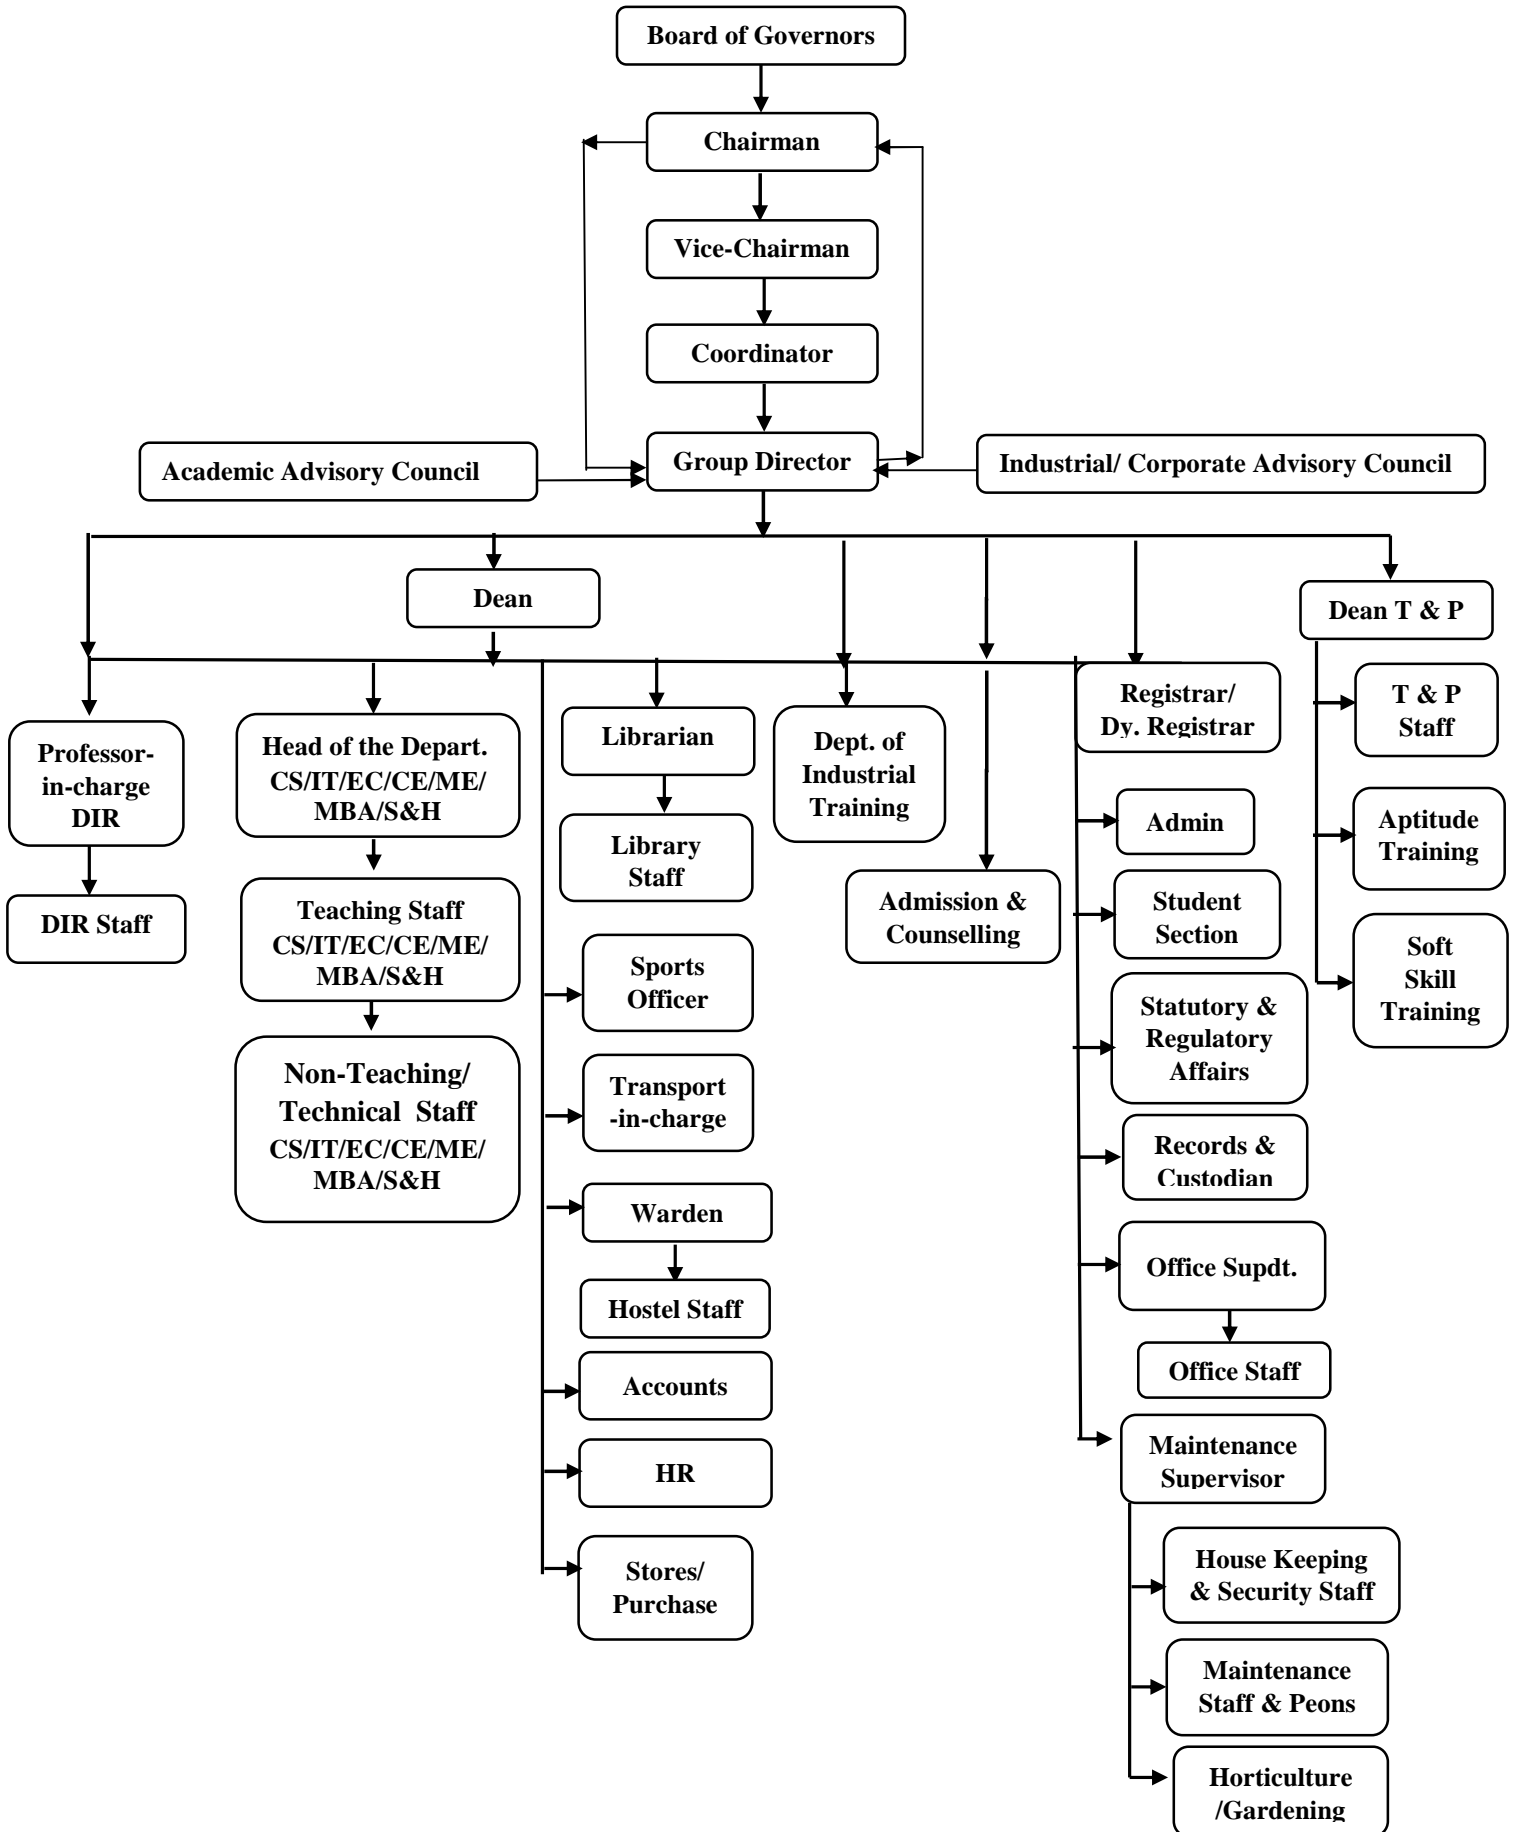 Board of Governors
Chairman
Vice-Chairman
Coordinator
Group Director
Academic Advisory Council
Industrial/ Corporate Advisory Council
Dean
Dean T & P
Professor-
in-charge
DIR
DIR Staff
Head of the Depart.
CS/IT/EC/CE/ME/
MBA/S&H
Teaching Staff
CS/IT/EC/CE/ME/
MBA/S&H
Non-Teaching/
Technical Staff
CS/IT/EC/CE/ME/
MBA/S&H
Librarian
Library
Staff
Sports
Officer
Transport
-in-charge
Warden
Hostel Staff
Accounts
HR
Stores/
Purchase
Dept. of
Industrial
Training
Admission &
Counselling
Registrar/
Dy. Registrar
Admin
Student
Section
Statutory &
Regulatory
Affairs
Records &
Custodian
Office Supdt.
Office Staff
Maintenance
Supervisor
House Keeping
& Security Staff
Maintenance
Staff & Peons
Horticulture
/Gardening
T & P
Staff
Aptitude
Training
Soft
Skill
Training